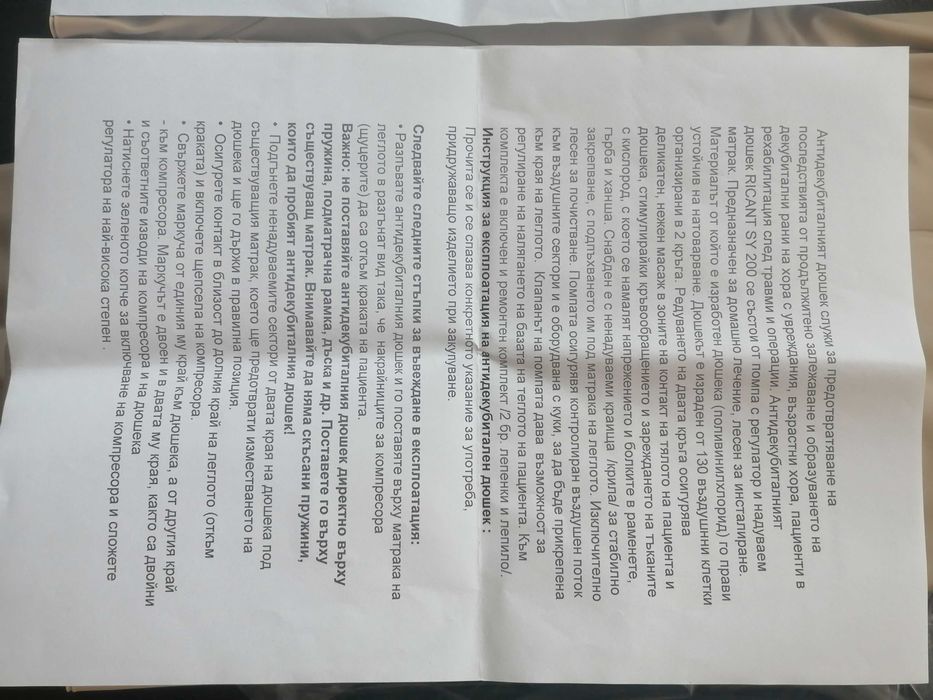 Антидекубиталният дюшек служи за предотвратяване на
последствията от продължително залежаване и образуването на
декубитални рани на хора с увреждания, възрастни хора, пациенти в
рехабилитация след травми и операции. Антидекубиталният
дюшек RICANT SY 200 се състои от помпа с регулатор и надуваем
матрак. Предназначен за домашно лечение, лесен за инсталиране.
Материалът от който е изработен дюшека (поливинилхлорид) го прави
устойчив на натоварване. Дюшекът е изграден от 130 въздушнни клетки
организирани в 2 кръга. Редуването на двата кръга осигурява
деликатен, нежен масаж в зоните на контакт на тялото на пациента и
дюшека, стимулирайки кръвообращението и зареждането на тъканите
с кислород, с което се намалят напрежението и болките в раменете,
гърба и ханша. Снабден е с ненадуваеми краища /крила/ за стабилно
закрепване, с подпъхването им под матрака на леглото. Изключително
лесен за почистване. Помпата осигурявя контролиран въздушен поток
към въздушните сектори и е оборудване с куки, за да бъде прикрепена
към края на леглото. Клапанът на помпата дава възможност за
регулиране на налягането на базата на теглото на пациента. Към
комплекта е включен и ремонтен комплект /2 бр. лепенки и лепило/.
Инструкция за експлоатация на антидекубитален дюшек :
Прочита се и се спазва конкретното указание за употреба,
придружаващо изделието при закупуване.
Следвайте следните стъпки за въвеждане в експлоатация:
• Разпъвате антидекубиталния дюшек и го поставяте върху матрака на
леглото в разгънат вид така, че накрайниците за компресора
(щуцерите) да са откъм краката на пациента.
Важно: не поставяйте антидекубиталния дюшек директно върху
пружина, подматрачна рамка, дъска и др. Поставете го върху
съществуващ матрак. Внимавайте да няма скъсани пружини,
които да пробият антидекубиталния дюшек!
• Подгънете ненадуваемите сектори от двата края на дюшека под
съществуващия матрак, което ще предотврати изместването на
дюшека и ще го държи в правилна позиция.
• Осигурете контакт в близост до долния край на леглото (откъм
краката) и включете щепсела на компресора.
• Свържете маркуча от единия му край към дюшека, а от другия край
- към компресора. Маркучът е двоен и в двата му края, както са двойни
и съответните изводи на компресора и на дюшека
• Натиснете зеленото копче за включване на компресора и сложете
регулатора на най-висока степен .